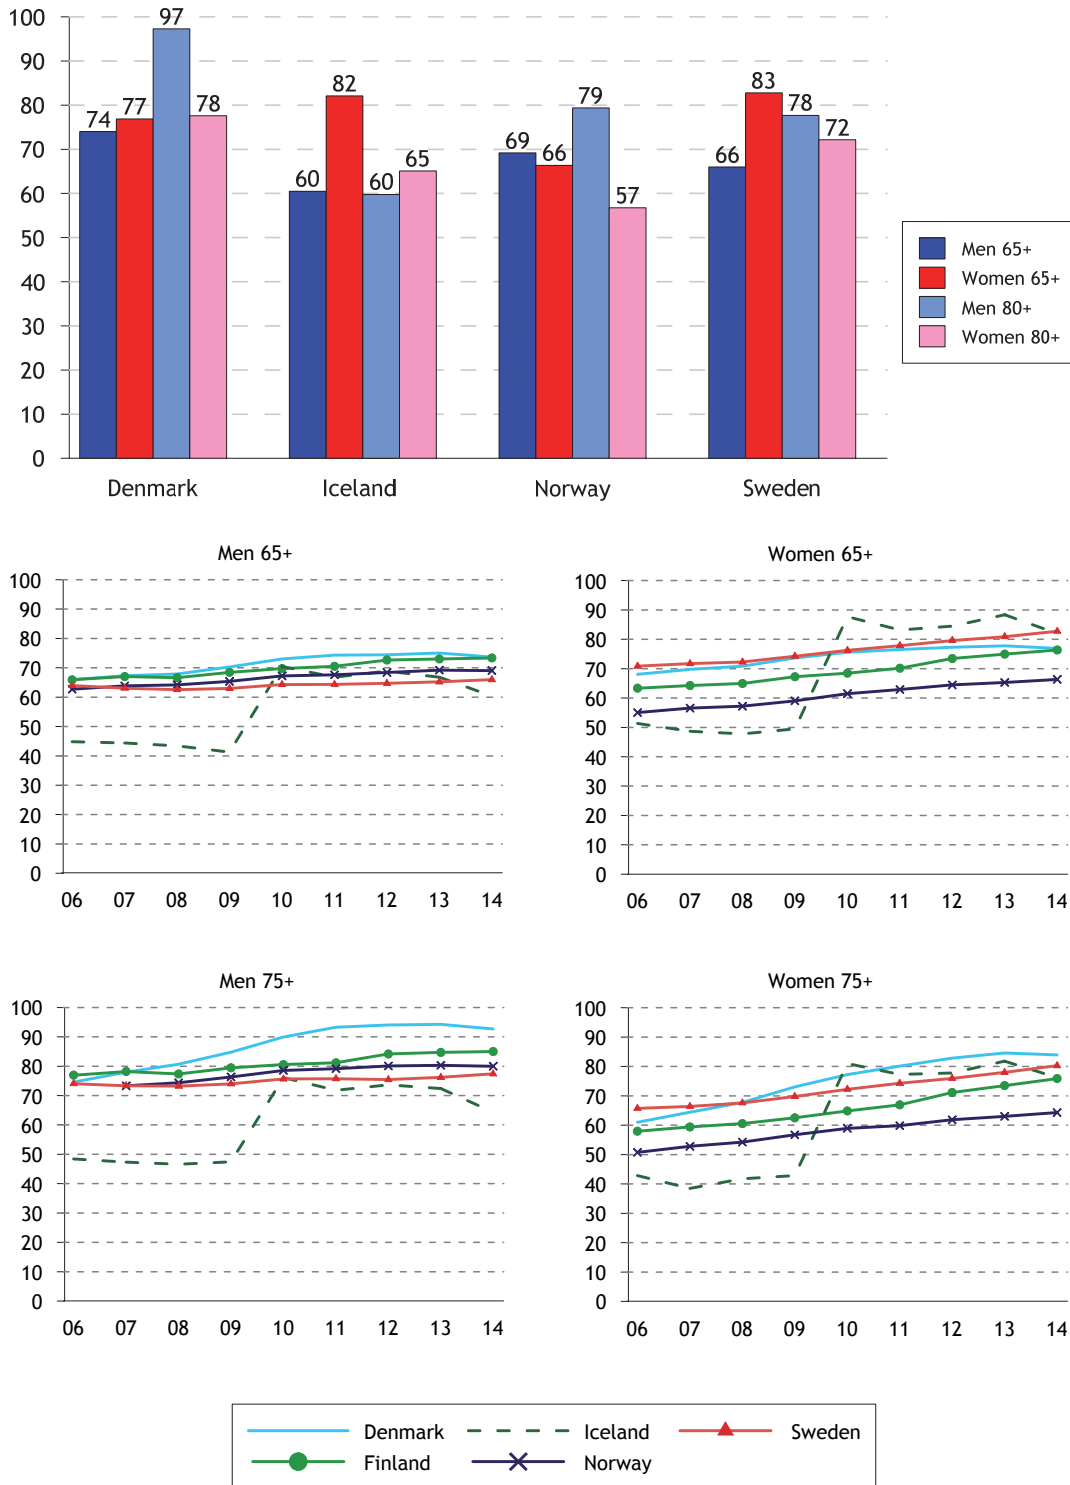 100
90
80
70
60
50
40
30
20
10
0
74 77 97 78
60 82 60 65
69 66 79 57
66 83 78 72
Denmark Iceland Norway Sweden
Men 65+
Women 65+
Men 80+
Women 80+
Men 65+
100
90
80
70
60
50
40
30
20
10
0
06 07 08 09 10 11 12 13 14
Women 65+
100
90
80
70
60
50
40
30
20
10
0
06 07 08 09 10 11 12 13 14
Men 75+
100
90
80
70
60
50
40
30
20
10
0
06 07 08 09 10 11 12 13 14
Women 75+
100
90
80
70
60
50
40
30
20
10
0
06 07 08 09 10 11 12 13 14
Denmark Iceland Sweden
Finland Norway